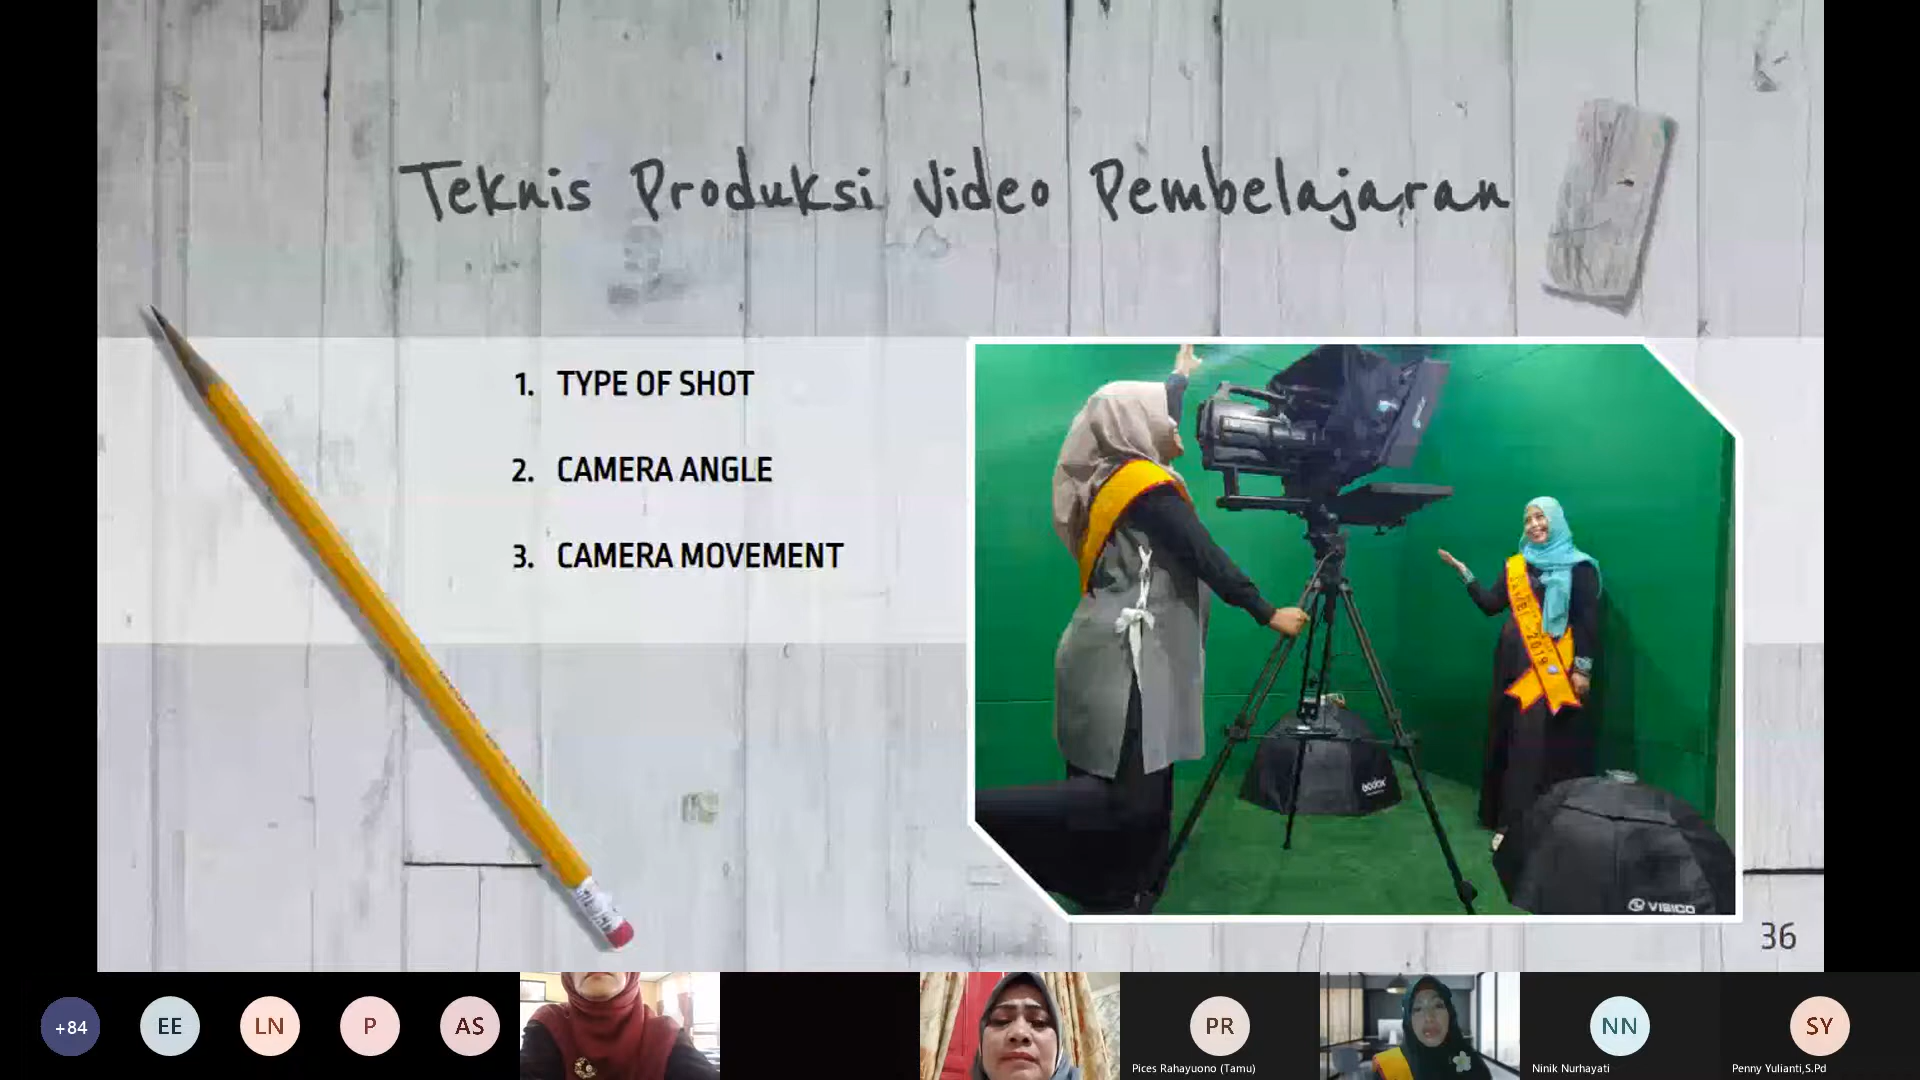 Teknis Produksi Video Pembelajaran
1. TYPE OF SHOT
2. CAMERA ANGLE
3. CAMERA MOVEMENT
2019
GODOX
VISICO
36
+84
EE
LN
P
AS
PR
Pices Rahayuono (Tamu)
NN
Ninik Nurhayati
SY
Penny Yulianti,S.Pd